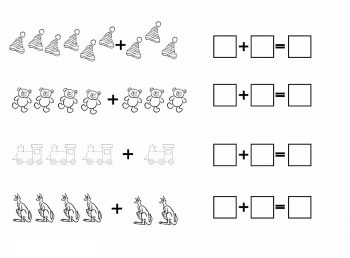 + + =
+ + =
+ + =
+ + =